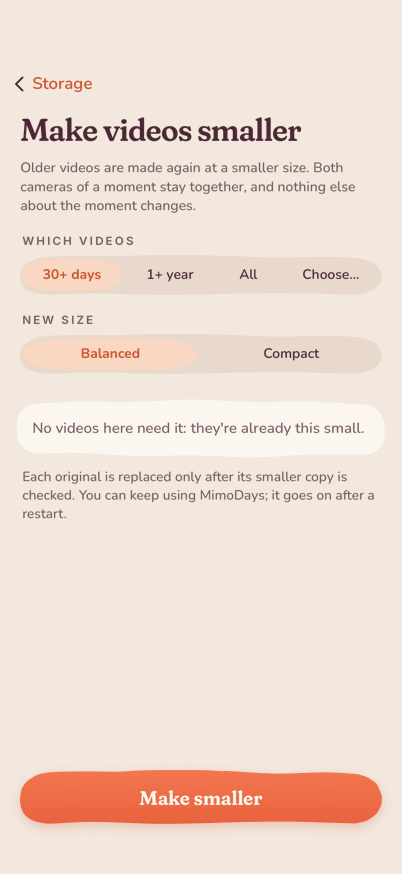 Storage
Make videos smaller
Older videos are made again at a smaller size. Both
cameras of a moment stay together, and nothing else
about the moment changes.
WHICH VIDEOS
30+ days 1+ year All Choose...
NEW SIZE
Balanced Compact
No videos here need it: they're already this small.
Each original is replaced only after its smaller copy is
checked. You can keep using MimoDays; it goes on after a
restart.
Make smaller